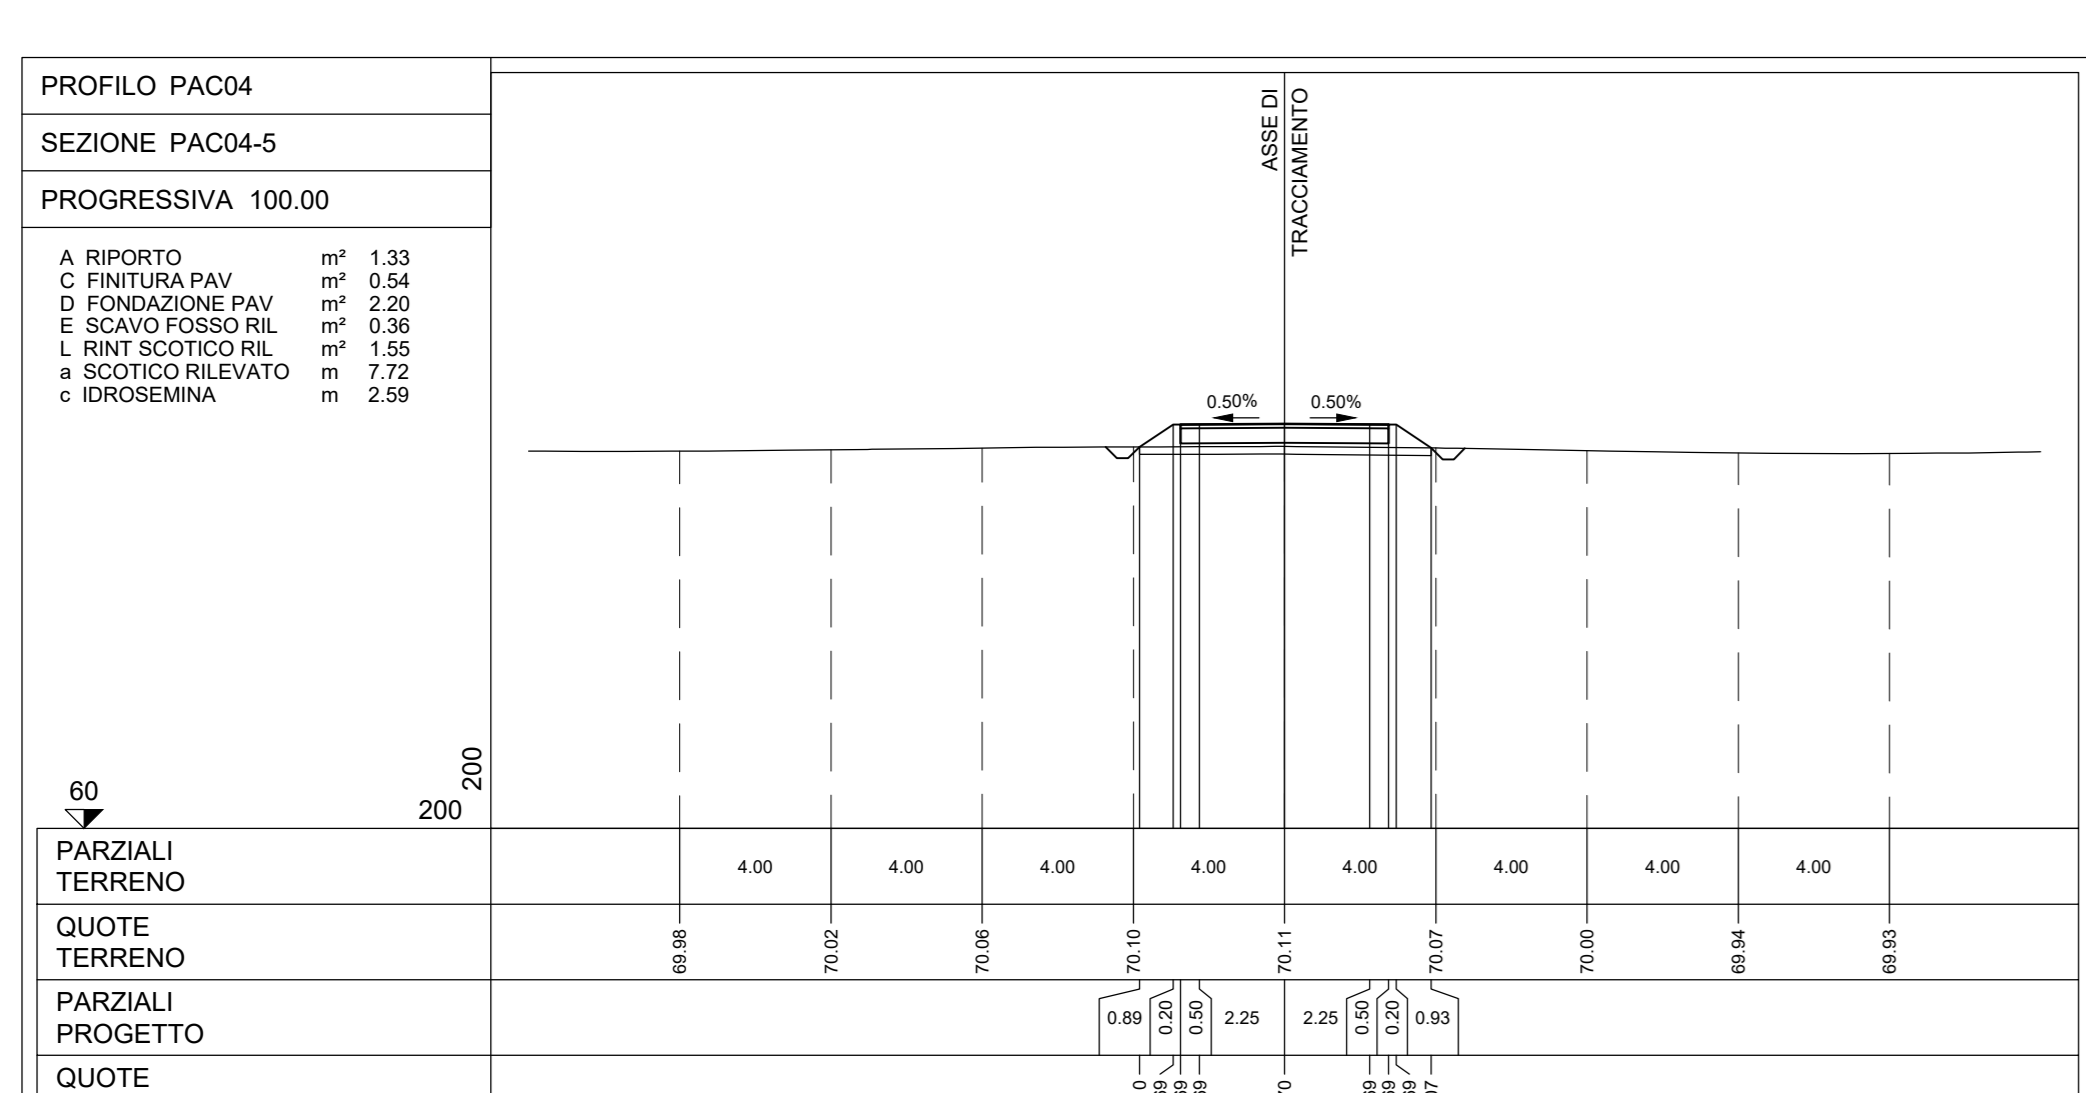 PROFILO PAC04
SEZIONE PAC04-5
PROGRESSIVA 100.00
A RIPORTO m² 1.33
C FINITURA PAV m² 0.54
D FONDAZIONE PAV m² 2.20
E SCAVO FOSSO RIL m² 0.36
L RINT SCOTICO RIL m² 1.55
a SCOTICO RILEVATO m 7.72
c IDROSEMINA m 2.59
ASSE DI
TRACCIAMENTO
0.50% 0.50%
60
200
200
PARZIALI
TERRENO
4.00 4.00 4.00 4.00 4.00 4.00 4.00 4.00
QUOTE
TERRENO
69.98 70.02 70.06 70.10 70.11 70.07 70.00 69.94 69.93
PARZIALI
PROGETTO
0.89 0.20 0.50 2.25 2.25 0.50 0.20 0.93
QUOTE